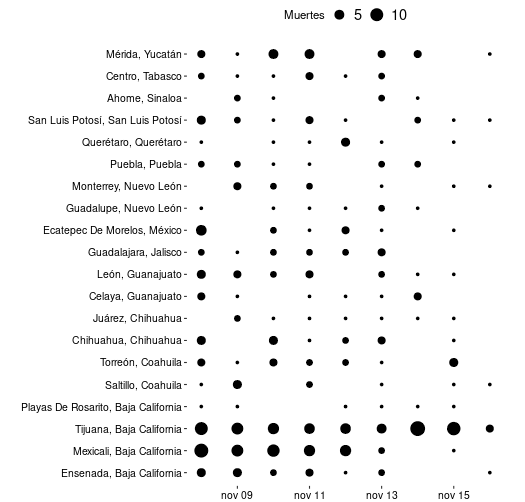 Muertes 5 10
Mérida, Yucatán
Centro, Tabasco
Ahome, Sinaloa
San Luis Potosí, San Luis Potosí
Querétaro, Querétaro
Puebla, Puebla
Monterrey, Nuevo León
Guadalupe, Nuevo León
Ecatepec De Morelos, México
Guadalajara, Jalisco
León, Guanajuato
Celaya, Guanajuato
Juárez, Chihuahua
Chihuahua, Chihuahua
Torreón, Coahuila
Saltillo, Coahuila
Playas De Rosarito, Baja California
Tijuana, Baja California
Mexicali, Baja California
Ensenada, Baja California
nov 09 nov 11 nov 13 nov 15